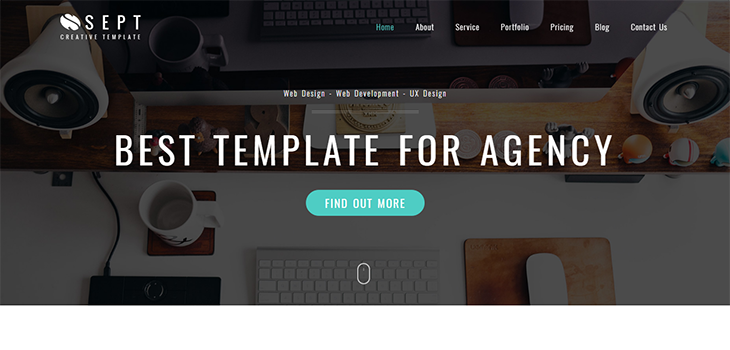 SEPT
CREATIVE TEMPLATE
Home About Service Portfolio Pricing Blog Contact Us
Web Design - Web Development - UX Design
BEST TEMPLATE FOR AGENCY
FIND OUT MORE